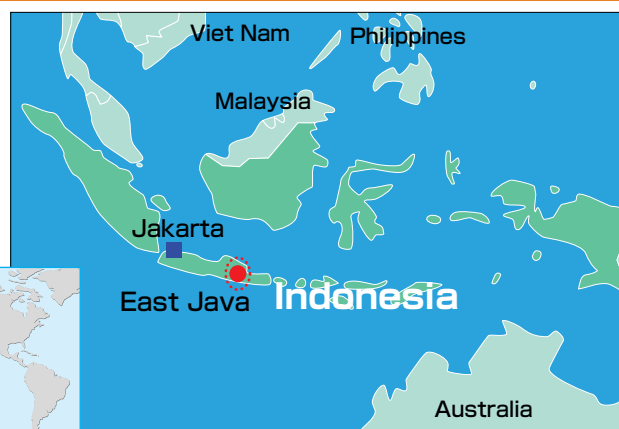 Viet Nam
Philippines
Malaysia
Jakarta
East Java
Indonesia
Australia